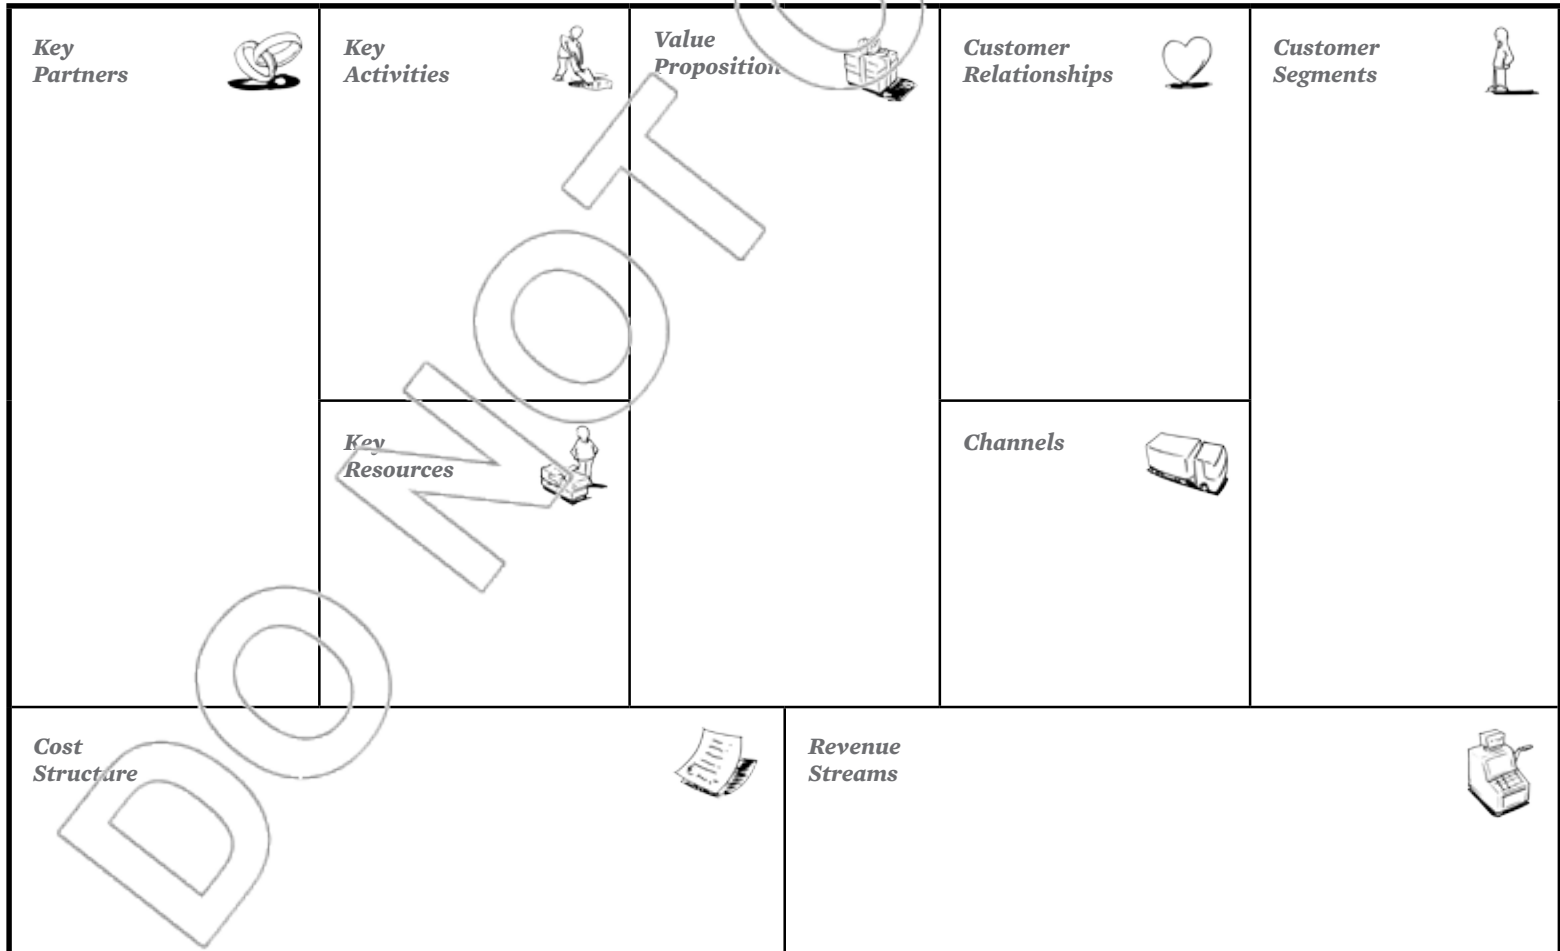 Key
Partners
Key
Activities
Value
Proposition
Customer
Relationships
Customer
Segments
Key
Resources
Channels
Cost
Structure
Revenue
Streams
DO NOT